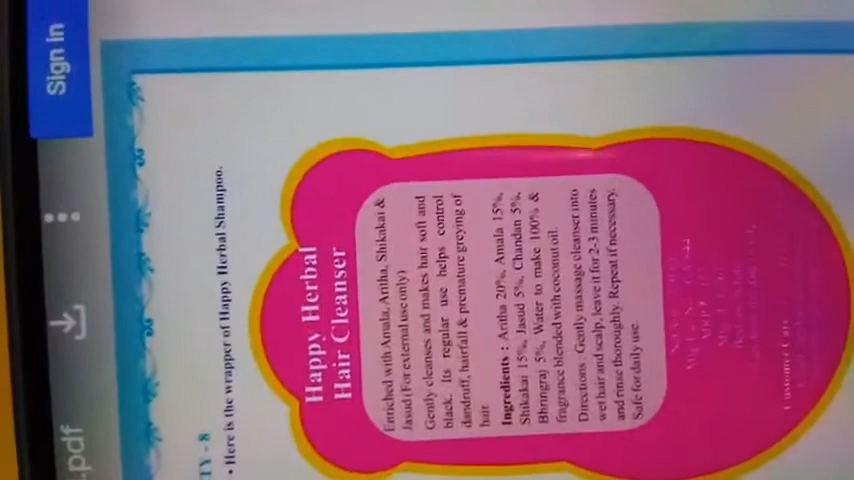 Sign in
.pdf
TY - 8
• Here is the wrapper of Happy Herbal Shampoo.
Happy Herbal
Hair Cleanser
Enriched with Amala, Aritha, Shikakai &
Jasud (For external use only)
Gently cleanses and makes hair soft and
black. Its regular use helps control
dandruff, hairfall & premature greying of
hair.
Ingredients : Aritha 20%, Amala 15%,
Shikakai 15%, Jasud 5%, Chandan 5%,
Bhringraj 5%, Water to make 100% &
fragrance blended with coconut oil.
Directions : Gently massage cleanser into
wet hair and scalp, leave it for 2-3 minutes
and rinse thoroughly. Repeat if necessary.
Safe for daily use.
Customer Care